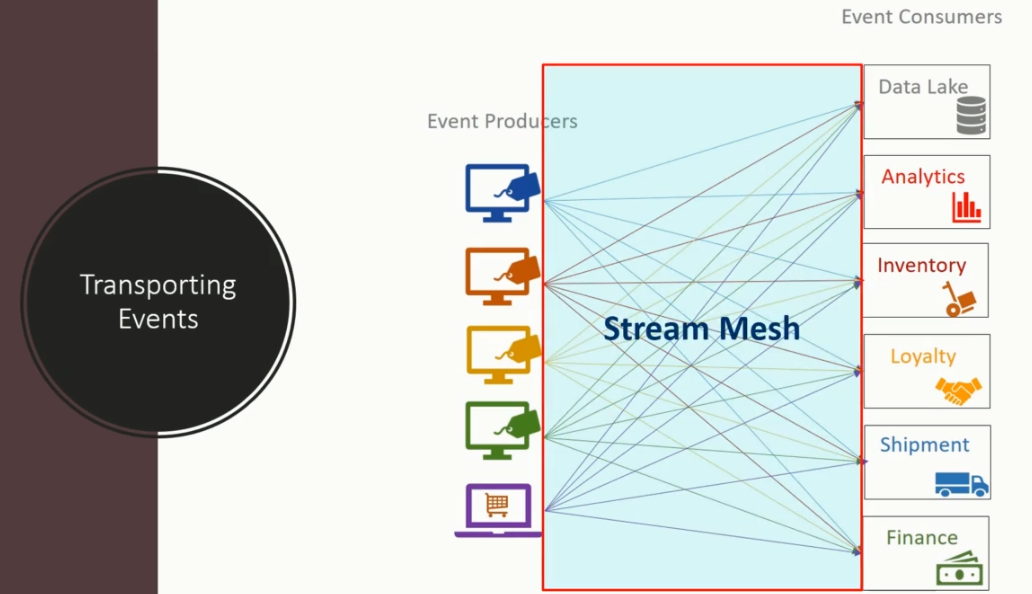 Transporting
Events
Event Producers
Stream Mesh
Event Consumers
Data Lake
Analytics
Inventory
Loyalty
Shipment
Finance